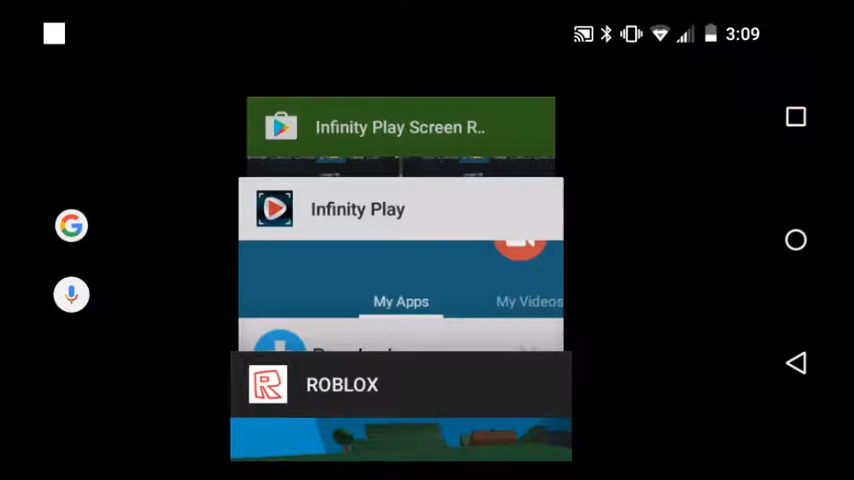 3:09
Infinity Play Screen R..
Infinity Play
My Apps
My Videos
ROBLOX